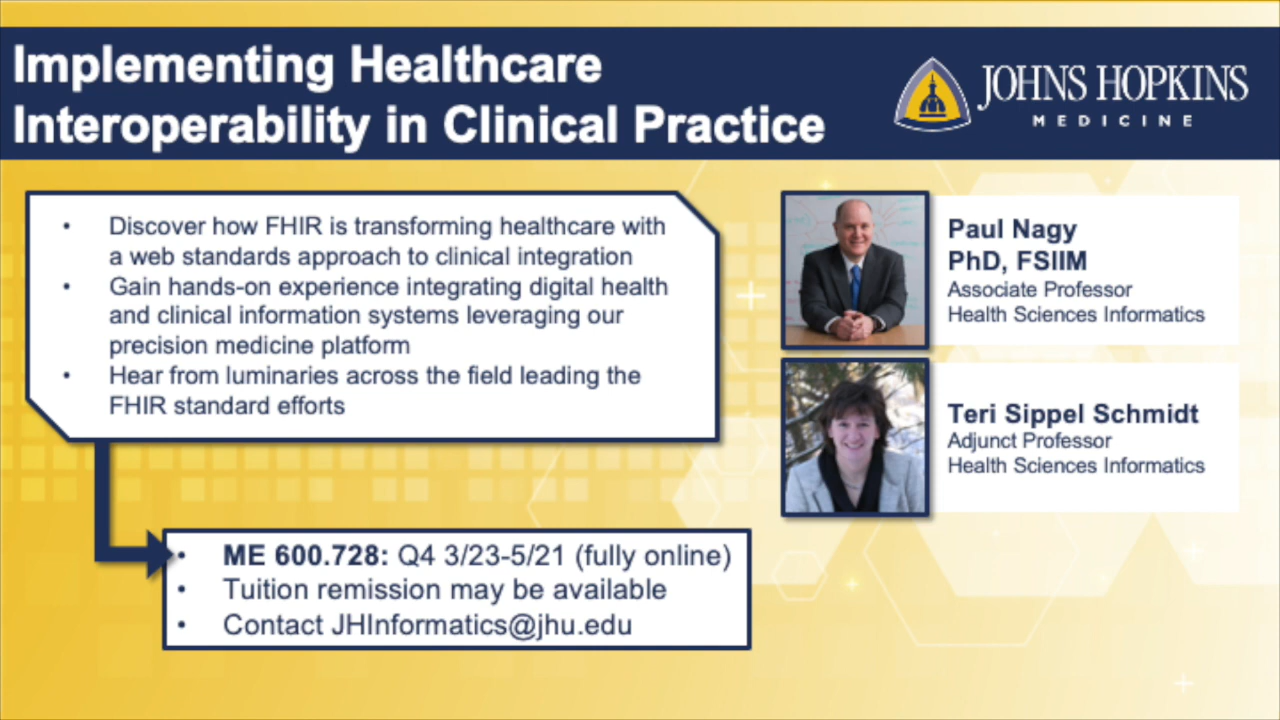 Implementing Healthcare
Interoperability in Clinical Practice
JOHNS HOPKINS
MEDICINE
• Discover how FHIR is transforming healthcare with
a web standards approach to clinical integration
• Gain hands-on experience integrating digital health
and clinical information systems leveraging our
precision medicine platform
• Hear from luminaries across the field leading the
FHIR standard efforts
Paul Nagy
PhD, FSIIM
Associate Professor
Health Sciences Informatics
Teri Sippel Schmidt
Adjunct Professor
Health Sciences Informatics
• ME 600.728: Q4 3/23-5/21 (fully online)
• Tuition remission may be available
• Contact JHInformatics@jhu.edu